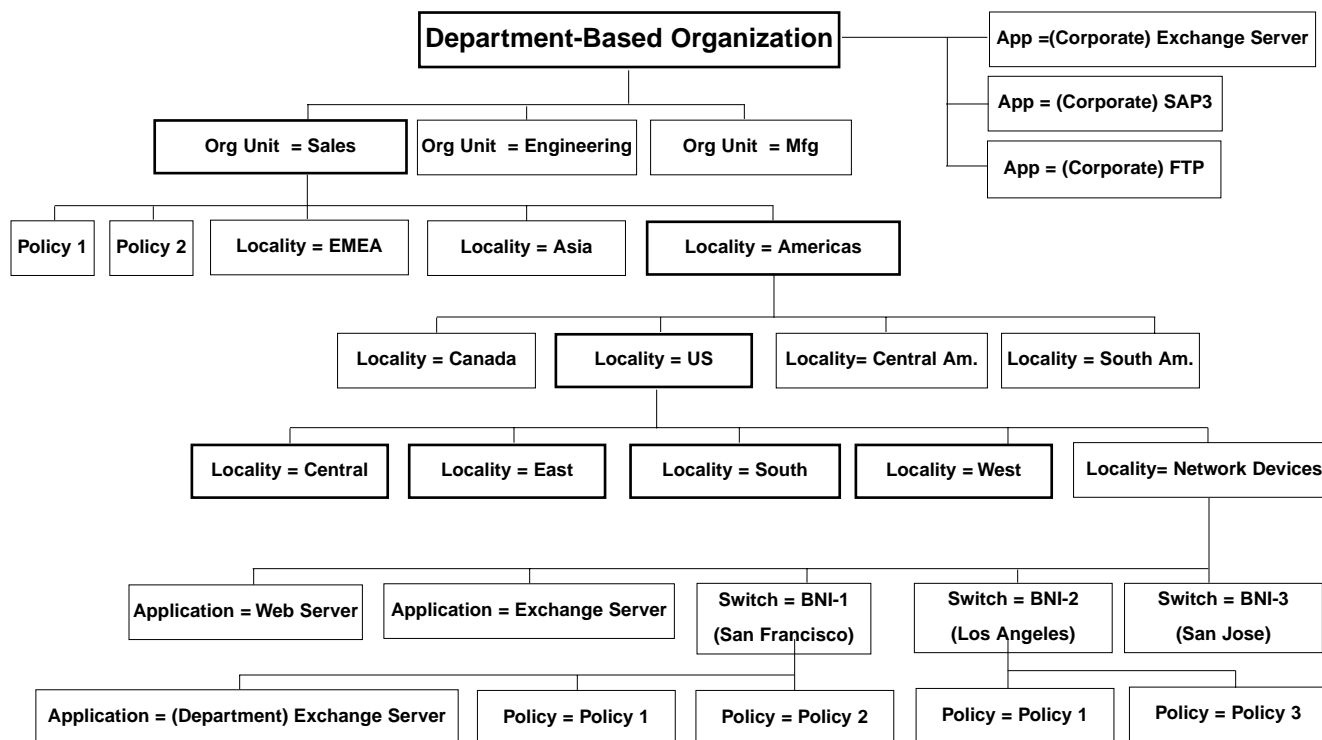 Department-Based Organization
App =(Corporate) Exchange Server
App = (Corporate) SAP3
App = (Corporate) FTP
Org Unit = Sales
Org Unit = Engineering
Org Unit = Mfg
Policy 1
Policy 2
Locality = EMEA
Locality = Asia
Locality = Americas
Locality = Canada
Locality = US
Locality= Central Am.
Locality = South Am.
Locality = Central
Locality = East
Locality = South
Locality = West
Locality= Network Devices
Application = Web Server
Application = Exchange Server
Switch = BNI-1
(San Francisco)
Switch = BNI-2
(Los Angeles)
Switch = BNI-3
(San Jose)
Application = (Department) Exchange Server
Policy = Policy 1
Policy = Policy 2
Policy = Policy 1
Policy = Policy 3